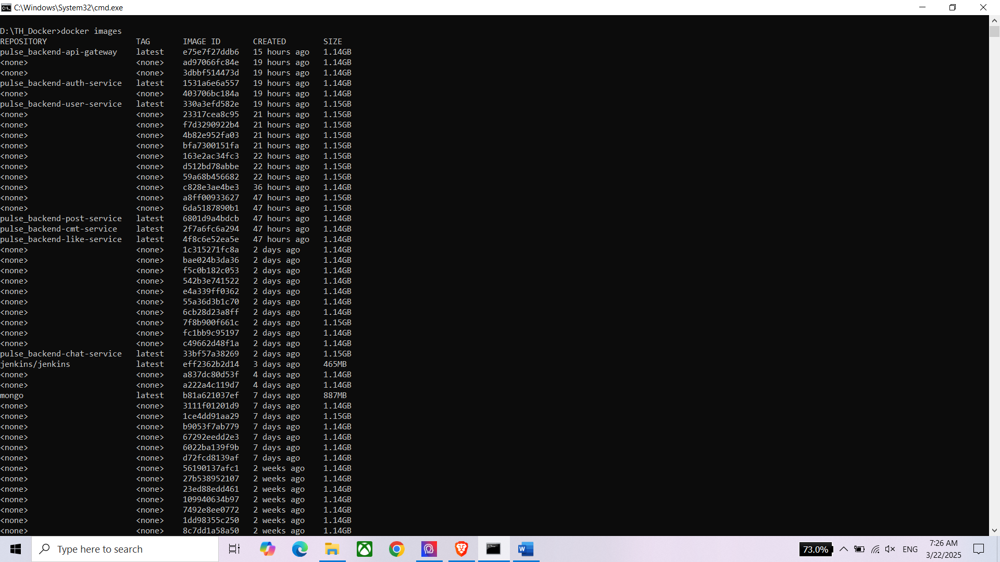 C:\Windows\System32\cmd.exe
D:\TH_Docker>docker images
REPOSITORY TAG IMAGE ID CREATED SIZE
pulse_backend-api-gateway latest e75e7f27ddb6 15 hours ago 1.14GB
<none> <none> ad97066fc84e 19 hours ago 1.14GB
<none> <none> 3dbbf514473d 19 hours ago 1.14GB
pulse_backend-auth-service latest 1531a6e6a557 19 hours ago 1.14GB
<none> <none> 403706bc184a 19 hours ago 1.14GB
pulse_backend-user-service latest 330a3efd582e 19 hours ago 1.15GB
<none> <none> 23317cea8c95 21 hours ago 1.15GB
<none> <none> f7d3290922b4 21 hours ago 1.15GB
<none> <none> 4b82e952fa03 21 hours ago 1.15GB
<none> <none> bfa7300151fa 21 hours ago 1.15GB
<none> <none> 163e2ac34fc3 22 hours ago 1.15GB
<none> <none> d512bd78abbe 22 hours ago 1.15GB
<none> <none> 59a68b456682 22 hours ago 1.15GB
<none> <none> c828e3ae4be3 36 hours ago 1.14GB
<none> <none> a8ff00933627 47 hours ago 1.15GB
<none> <none> 6da5187890b1 47 hours ago 1.15GB
pulse_backend-post-service latest 6801d9a4bdcb 47 hours ago 1.14GB
pulse_backend-cmt-service latest 2f7a6fc6a294 47 hours ago 1.14GB
pulse_backend-like-service latest 4f8c6e52ea5e 47 hours ago 1.14GB
<none> <none> 1c315271fc8a 2 days ago 1.14GB
<none> <none> bae024b3da36 2 days ago 1.14GB
<none> <none> f5c0b182c053 2 days ago 1.14GB
<none> <none> 542b3e741522 2 days ago 1.14GB
<none> <none> e4a339ff0362 2 days ago 1.14GB
<none> <none> 55a36d3b1c70 2 days ago 1.14GB
<none> <none> 6cb28d23a8ff 2 days ago 1.14GB
<none> <none> 7f8b900f661c 2 days ago 1.15GB
<none> <none> fc1bb9c95197 2 days ago 1.14GB
<none> <none> c49662d48f1a 2 days ago 1.14GB
pulse_backend-chat-service latest 33bf57a38269 2 days ago 1.15GB
jenkins/jenkins latest eff2362b2d14 3 days ago 465MB
<none> <none> a837dc80d53f 4 days ago 1.14GB
<none> <none> a222a4c119d7 4 days ago 1.14GB
mongo latest b81a621037ef 7 days ago 887MB
<none> <none> 3111f01201d9 7 days ago 1.14GB
<none> <none> 1ce4dd91aa29 7 days ago 1.15GB
<none> <none> b9053f7ab779 7 days ago 1.14GB
<none> <none> 67292eedd2e3 7 days ago 1.14GB
<none> <none> 6022ba139f9b 7 days ago 1.14GB
<none> <none> d72fcd8139af 7 days ago 1.14GB
<none> <none> 56190137afc1 2 weeks ago 1.14GB
<none> <none> 27b538952107 2 weeks ago 1.14GB
<none> <none> 23ed88edd461 2 weeks ago 1.14GB
<none> <none> 109940634b97 2 weeks ago 1.14GB
<none> <none> 7492e8ee0772 2 weeks ago 1.14GB
<none> <none> 1dd98355c250 2 weeks ago 1.14GB
<none> <none> 8c7dd1a58a50 2 weeks ago 1.14GB
Type here to search
73.0%
ENG
7:26 AM
3/22/2025